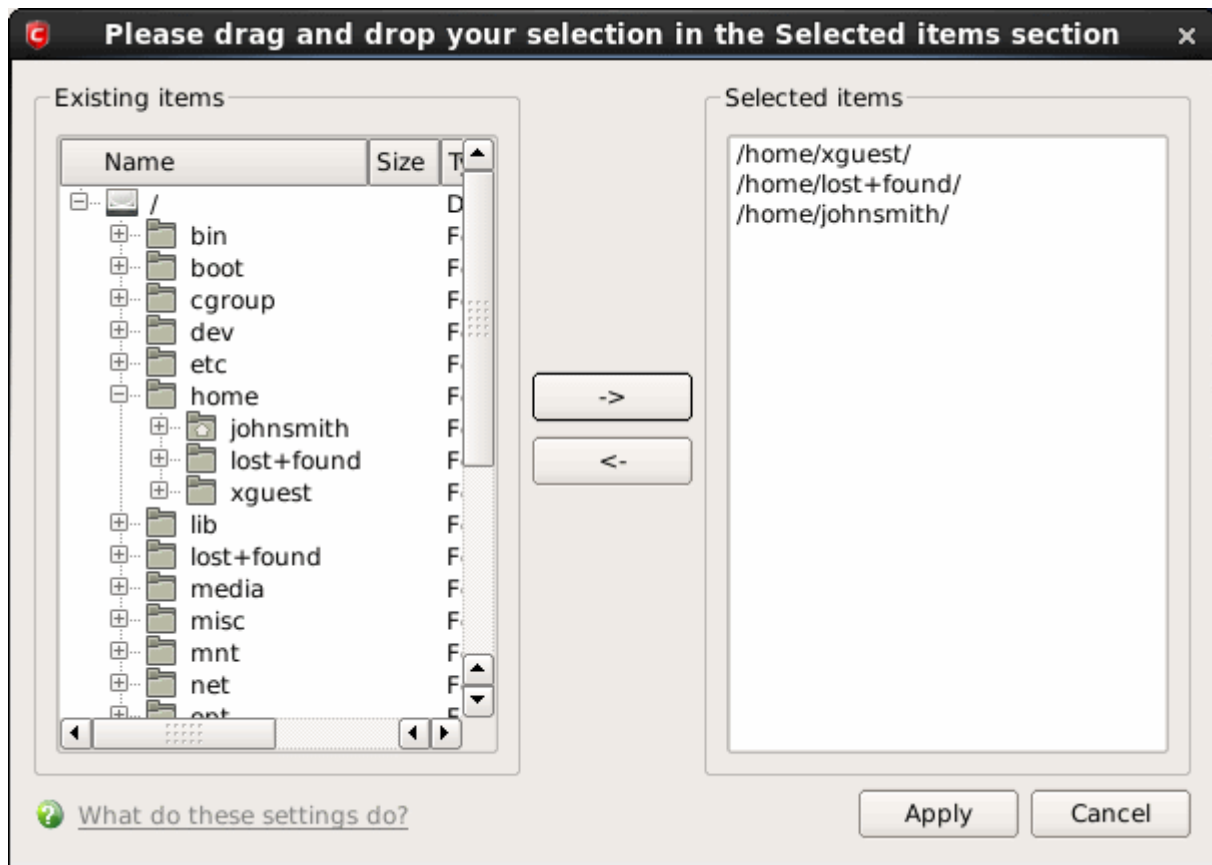 Please drag and drop your selection in the Selected items section
Existing items
Name Size
/ D
bin
boot
cgroup
dev
etc
home
johnsmith
lost+found
xguest
lib
lost+found
media
misc
mnt
net
Selected items
/home/xguest/
/home/lost+found/
/home/johnsmith/
->
<-
What do these settings do?
Apply
Cancel